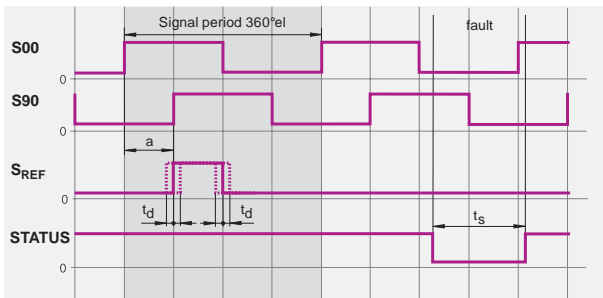 Signal period 360°el
fault
S00
0
S90
0
a
SREF
0
td
td
ts
STATUS
0